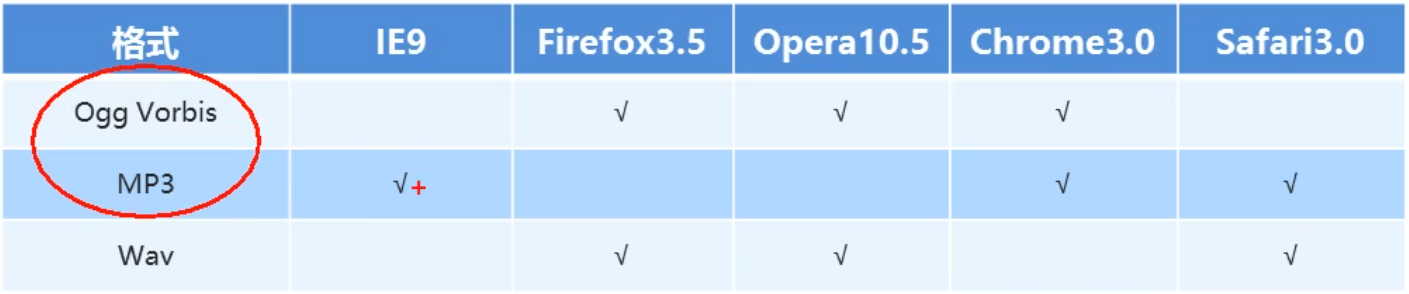 格式 IE9 Firefox3.5 Opera10.5 Chrome3.0 Safari3.0
Ogg Vorbis √ √ √
MP3 √+ √ √
Wav √ √ √